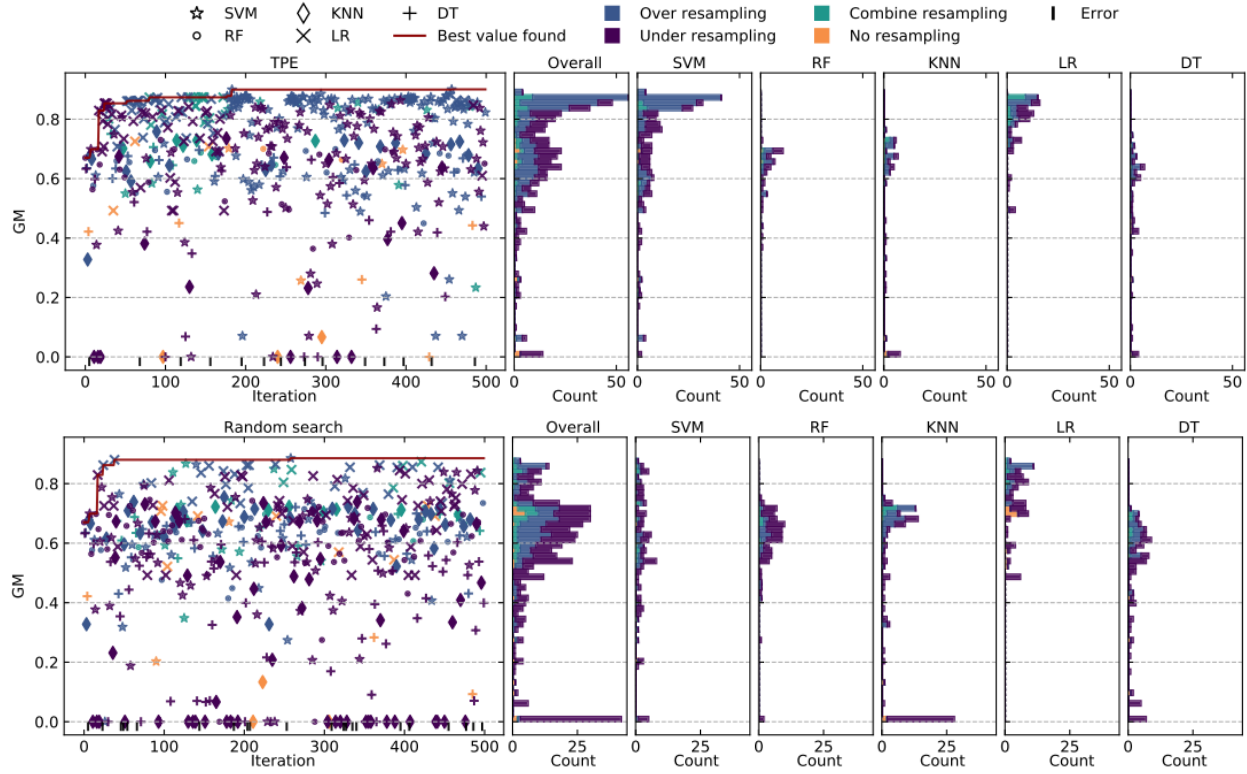 SVM KNN DT Over resampling Combine resampling Error
RF LR Best value found Under resampling No resampling
TPE Overall SVM RF KNN LR DT
GM
0.8
0.6
0.4
0.2
0.0
0 100 200 300 400 500 0 50 0 50 0 50 0 50 0 50 0 50
Iteration Count Count Count Count Count Count
Random search Overall SVM RF KNN LR DT
GM
0.8
0.6
0.4
0.2
0.0
0 100 200 300 400 500 0 25 0 25 0 25 0 25 0 25 0 25
Iteration Count Count Count Count Count Count